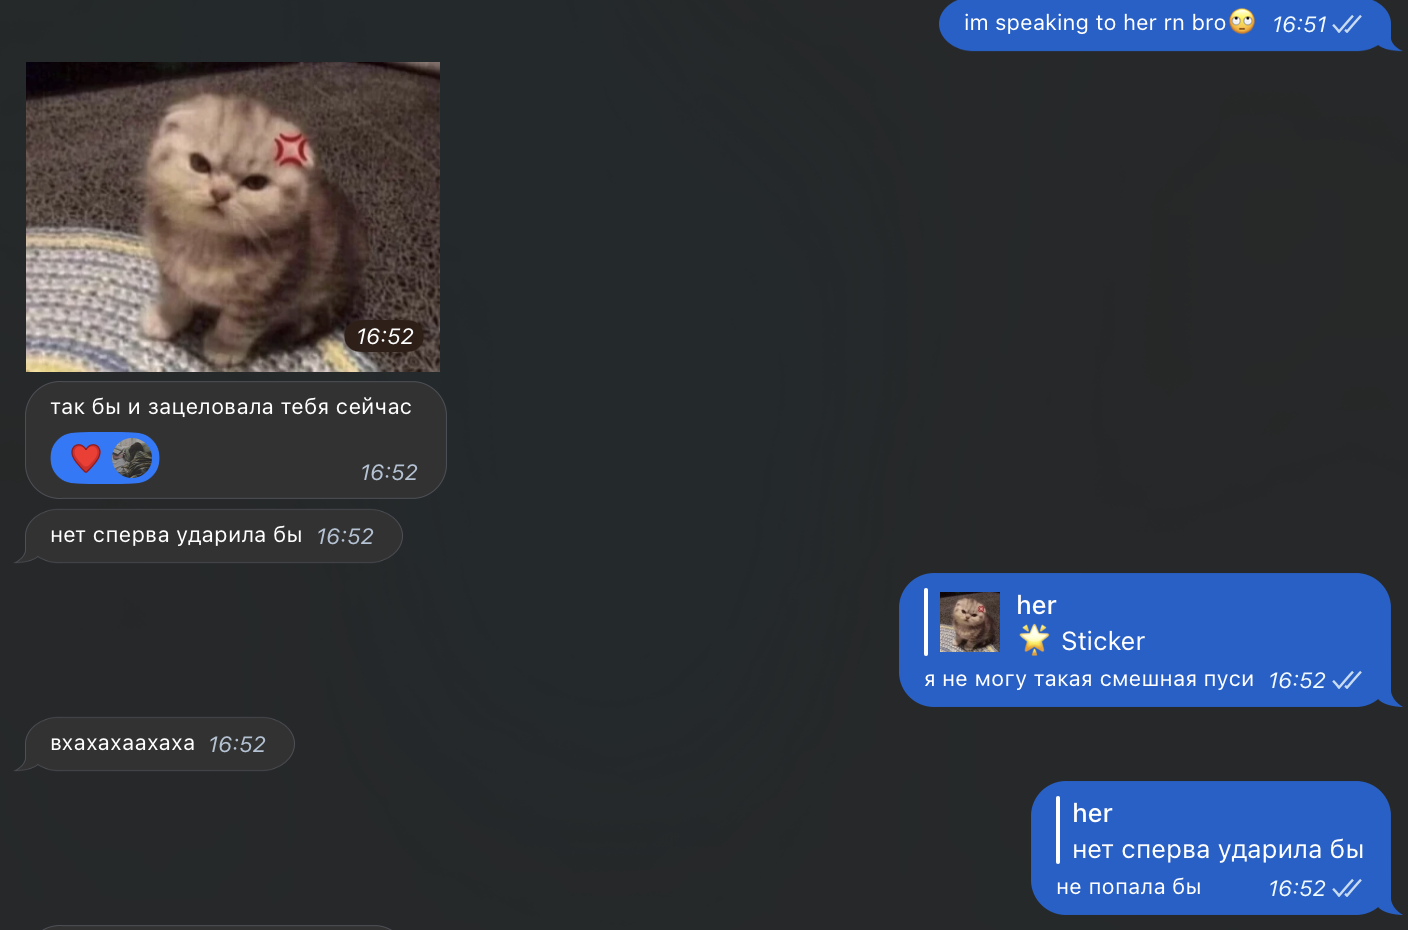 im speaking to her rn bro🙄 16:51
16:52
так бы и зацеловала тебя сейчас
❤️ 16:52
нет сперва ударила бы 16:52
her
🌟 Sticker
я не могу такая смешная пуси 16:52
вхахахаахаха 16:52
her
нет сперва ударила бы
не попала бы 16:52